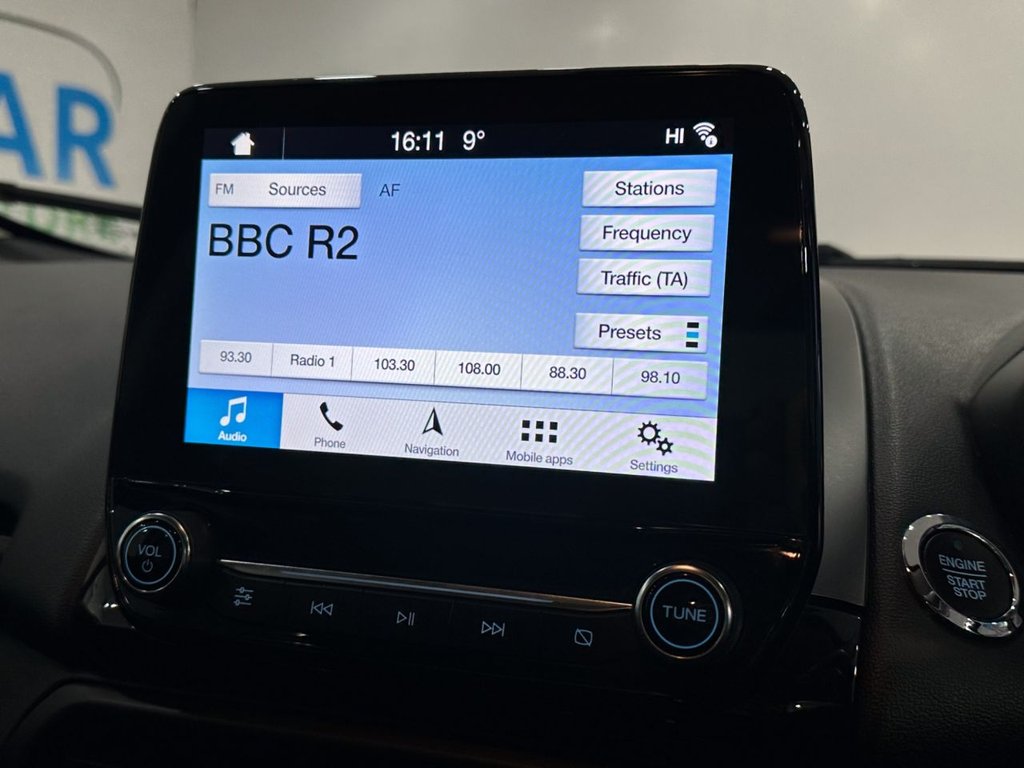 AR
16:11 9° HI
FM Sources AF Stations
BBC R2
Frequency
Traffic (TA)
Presets
93.30 Radio 1 103.30 108.00 88.30 98.10
Audio Phone Navigation Mobile apps Settings
VOL
TUNE
ENGINE
START
STOP